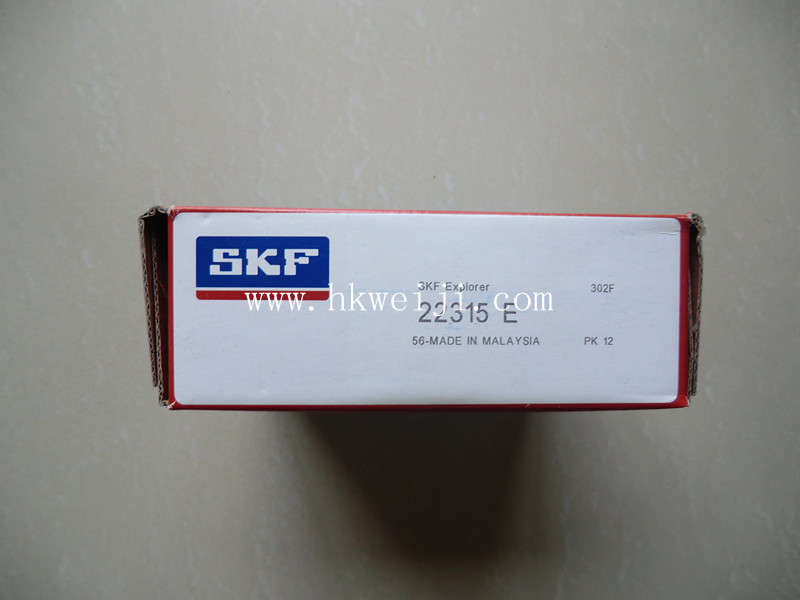 SKF
SKF Explorer 302F
www.hkweiji.com
22315 E
56-MADE IN MALAYSIA PK 12